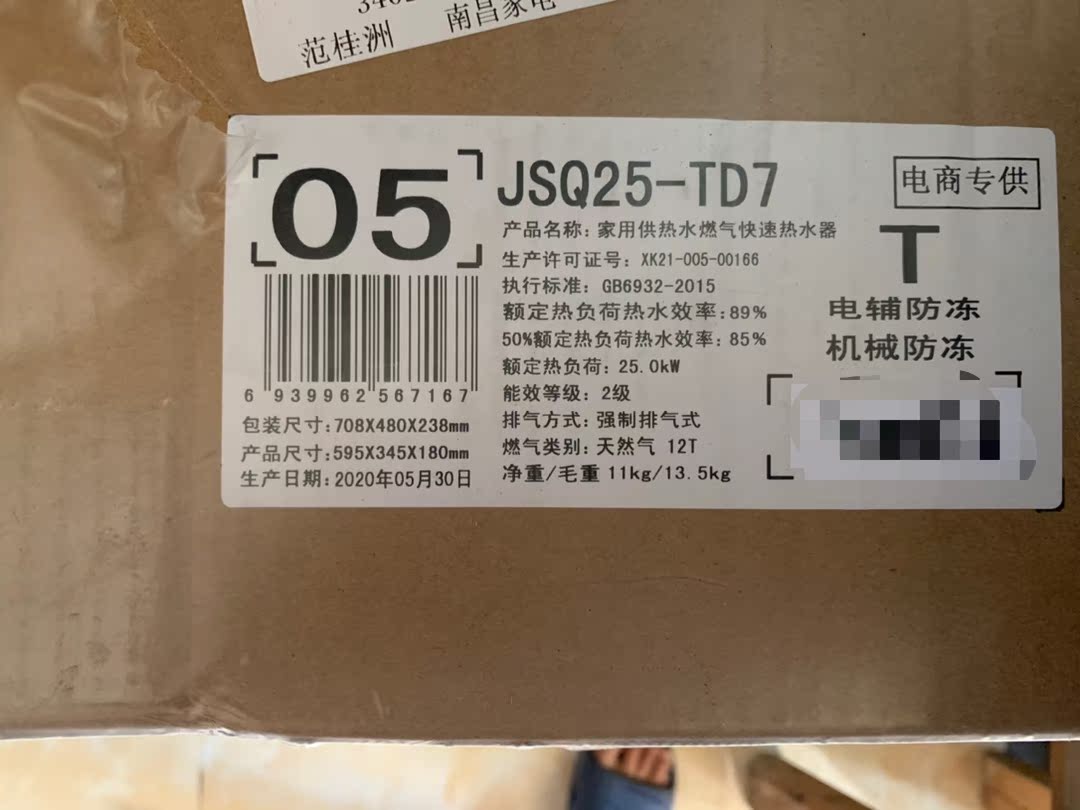 范桂洲 南昌家电
05
JSQ25-TD7
电商专供
产品名称: 家用供热水燃气快速热水器
生产许可证号: XK21-005-00166
执行标准: GB6932-2015
额定热负荷热水效率:89%
50%额定热负荷热水效率: 85%
额定热负荷: 25.0kW
能效等级: 2级
排气方式: 强制排气式
燃气类别: 天然气 12T
净重/毛重 11kg/13.5kg
T
电辅防冻
机械防冻
6 939962 567167
包装尺寸:708X480X238mm
产品尺寸:595X345X180mm
生产日期:2020年05月30日